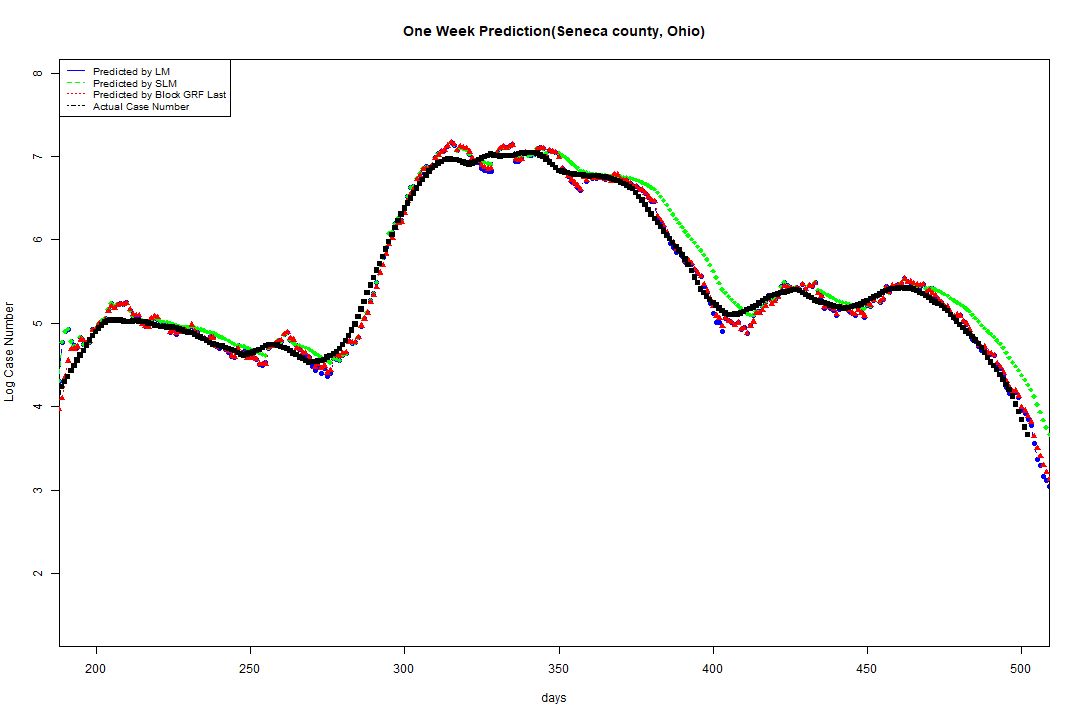 One Week Prediction(Seneca county, Ohio)
Predicted by LM
Predicted by SLM
Predicted by Block GRF Last
Actual Case Number
Log Case Number
8
7
6
5
4
3
2
200 250 300 350 400 450 500
days